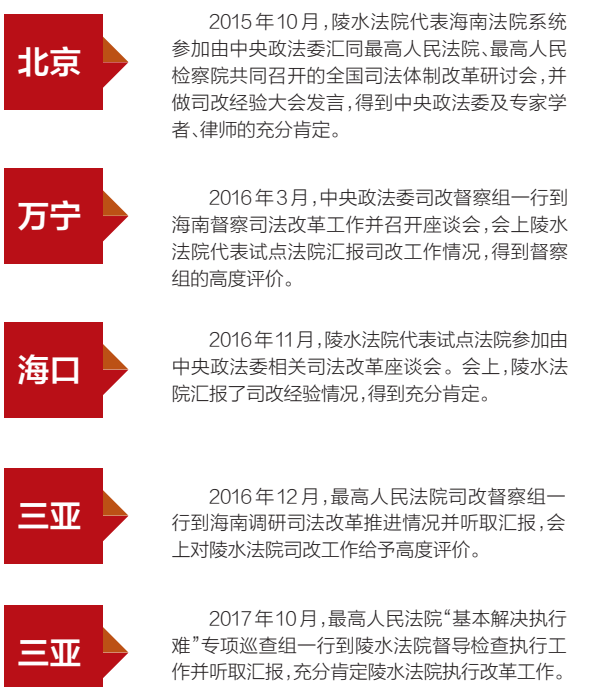 北京
2015年10月,陵水法院代表海南法院系统
参加由中央政法委汇同最高人民法院、最高人民
检察院共同召开的全国司法体制改革研讨会,并
做司改经验大会发言,得到中央政法委及专家学
者、律师的充分肯定。
万宁
2016年3月,中央政法委司改督察组一行到
海南督察司法改革工作并召开座谈会,会上陵水
法院代表试点法院汇报司改工作情况,得到督察
组的高度评价。
海口
2016年11月,陵水法院代表试点法院参加由
中央政法委相关司法改革座谈会。会上,陵水法
院汇报了司改经验情况,得到充分肯定。
三亚
2016年12月,最高人民法院司改督察组一
行到海南调研司法改革推进情况并听取汇报,会
上对陵水法院司改工作给予高度评价。
三亚
2017年10月,最高人民法院“基本解决执行
难”专项巡查组一行到陵水法院督导检查执行工
作并听取汇报,充分肯定陵水法院执行改革工作。